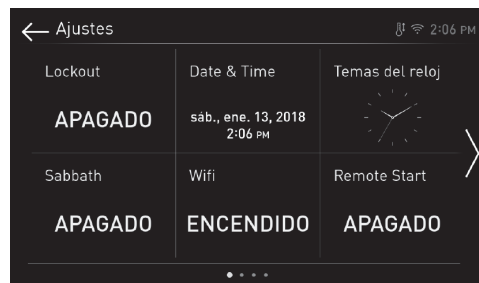 Ajustes
2:06 PM
Lockout
Date & Time
Temas del reloj
APAGADO
sáb., ene. 13, 2018
2:06 PM
Sabbath
Wifi
Remote Start
APAGADO
ENCENDIDO
APAGADO